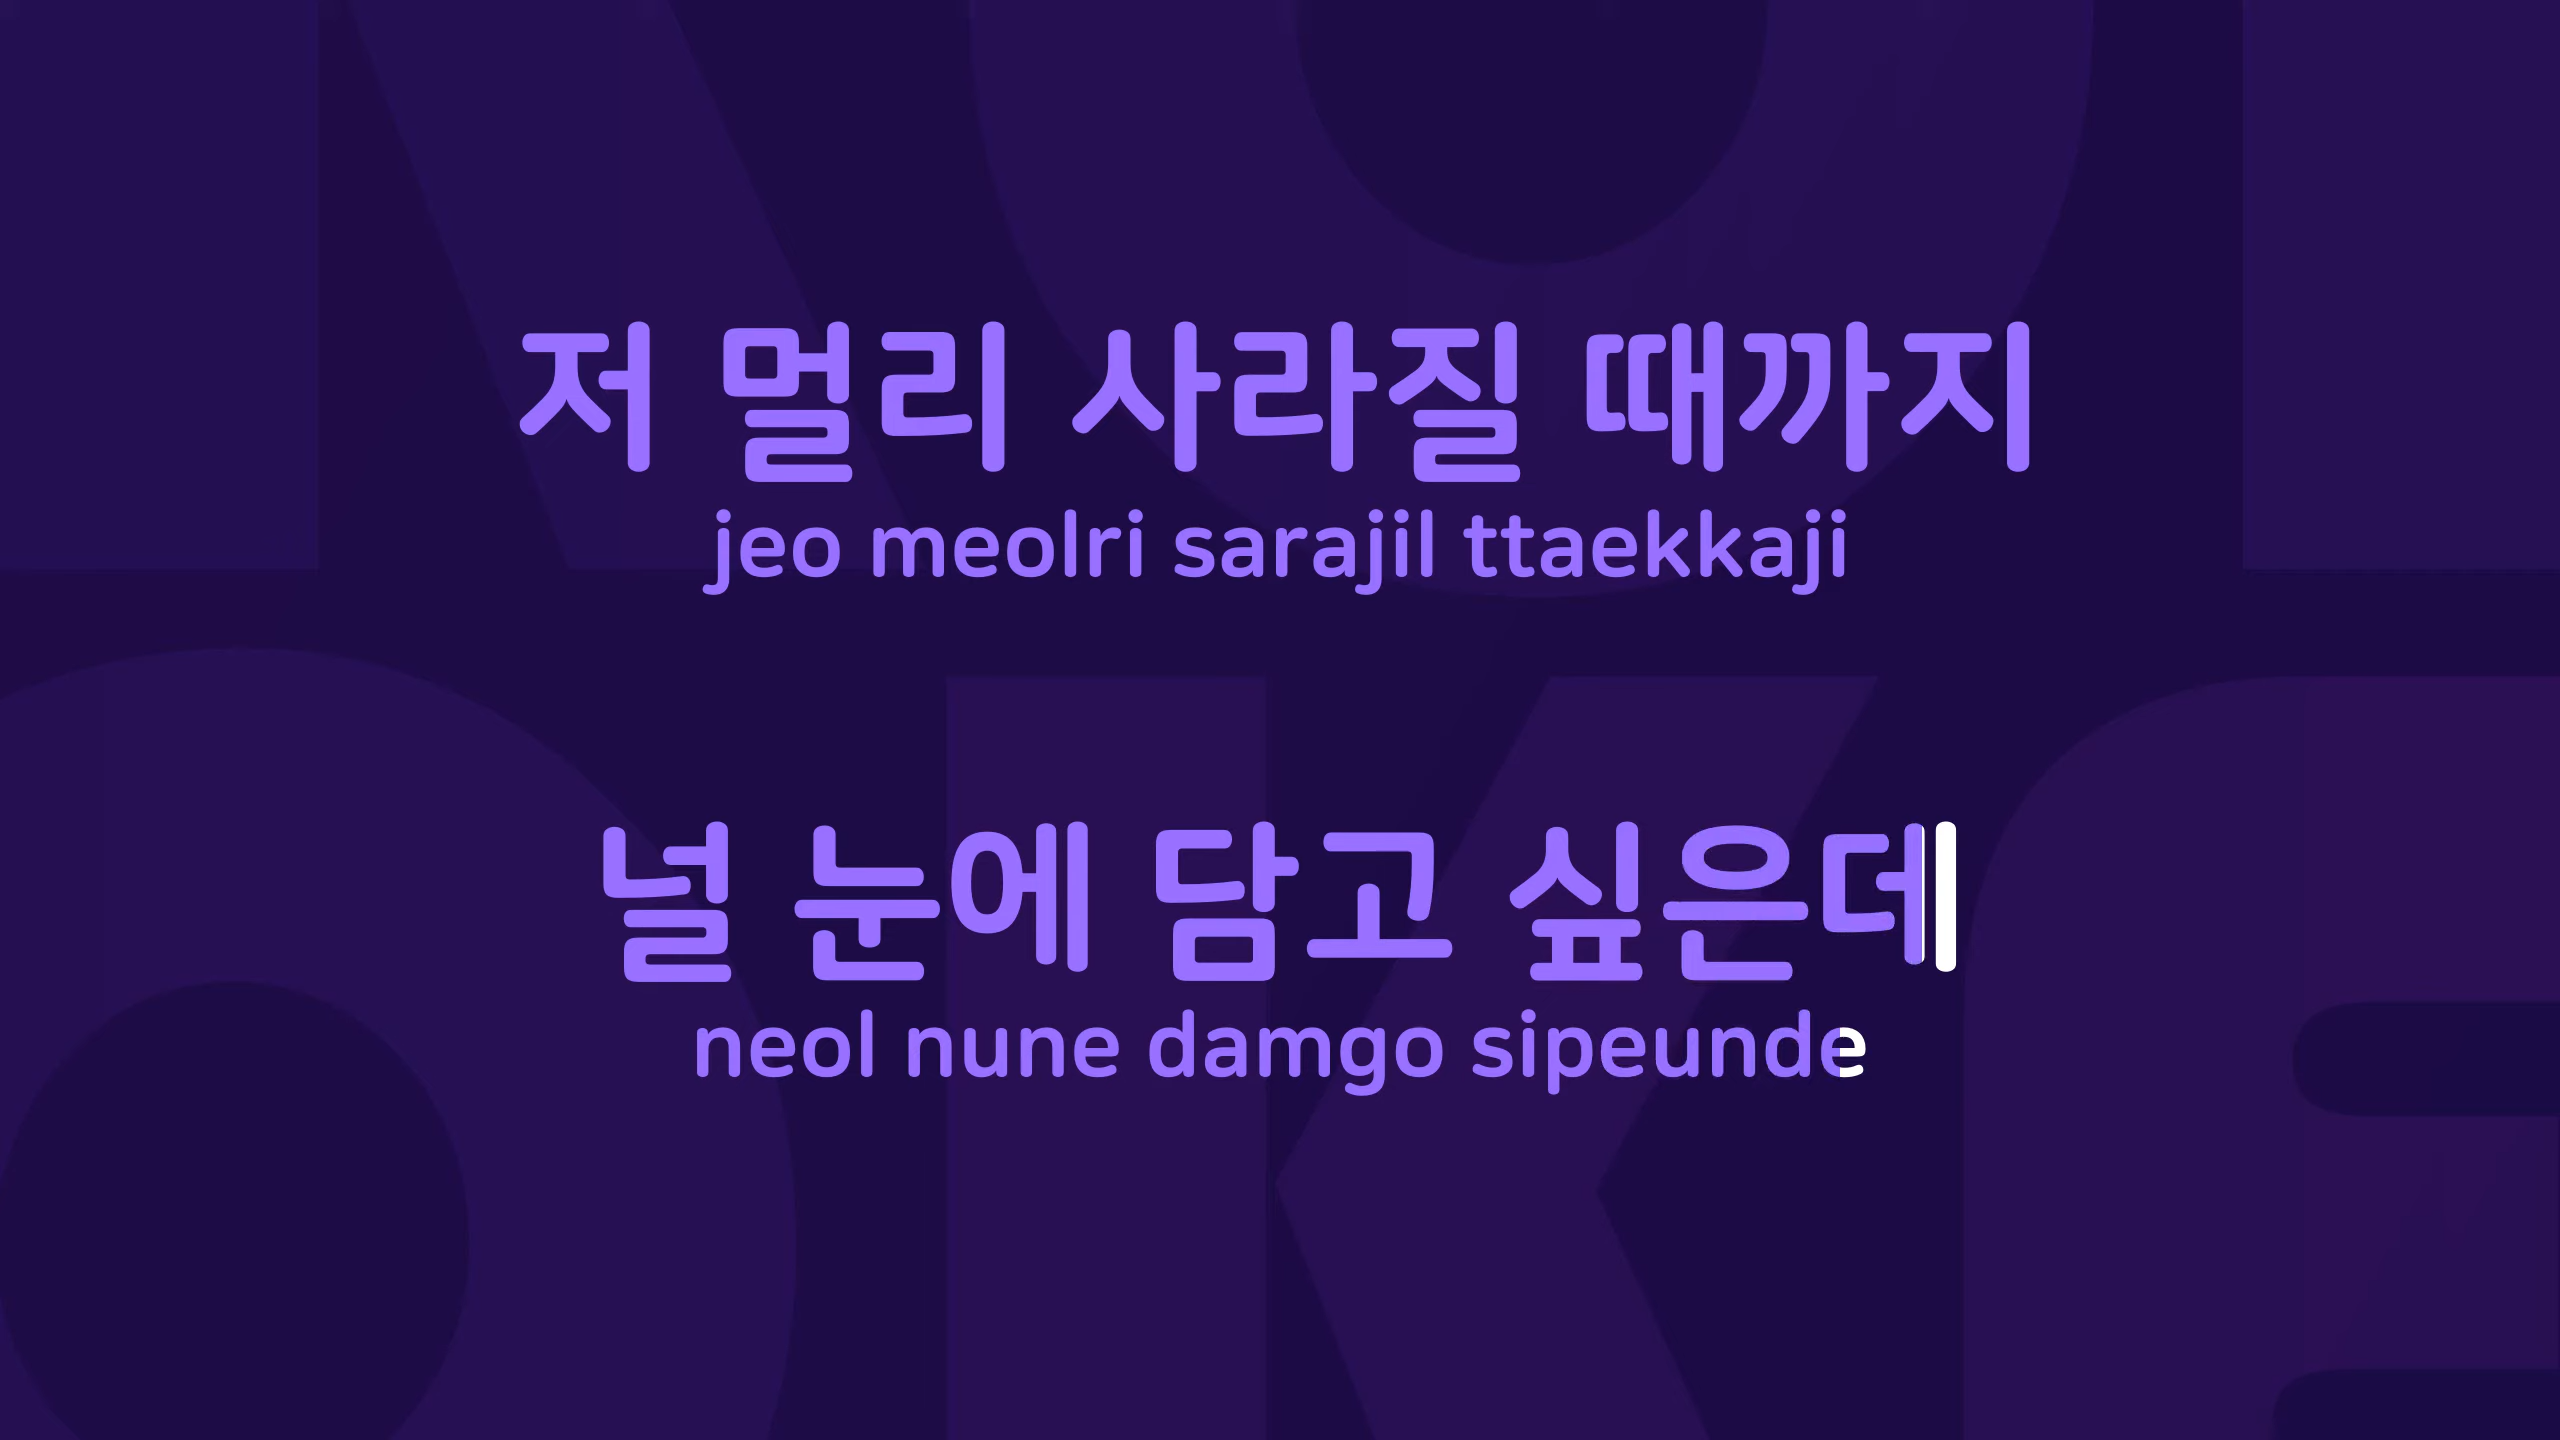 저 멀리 사라질 때까지
jeo meolri sarajil ttaekkaji
널 눈에 담고 싶은데
neol nune damgo sipeunde